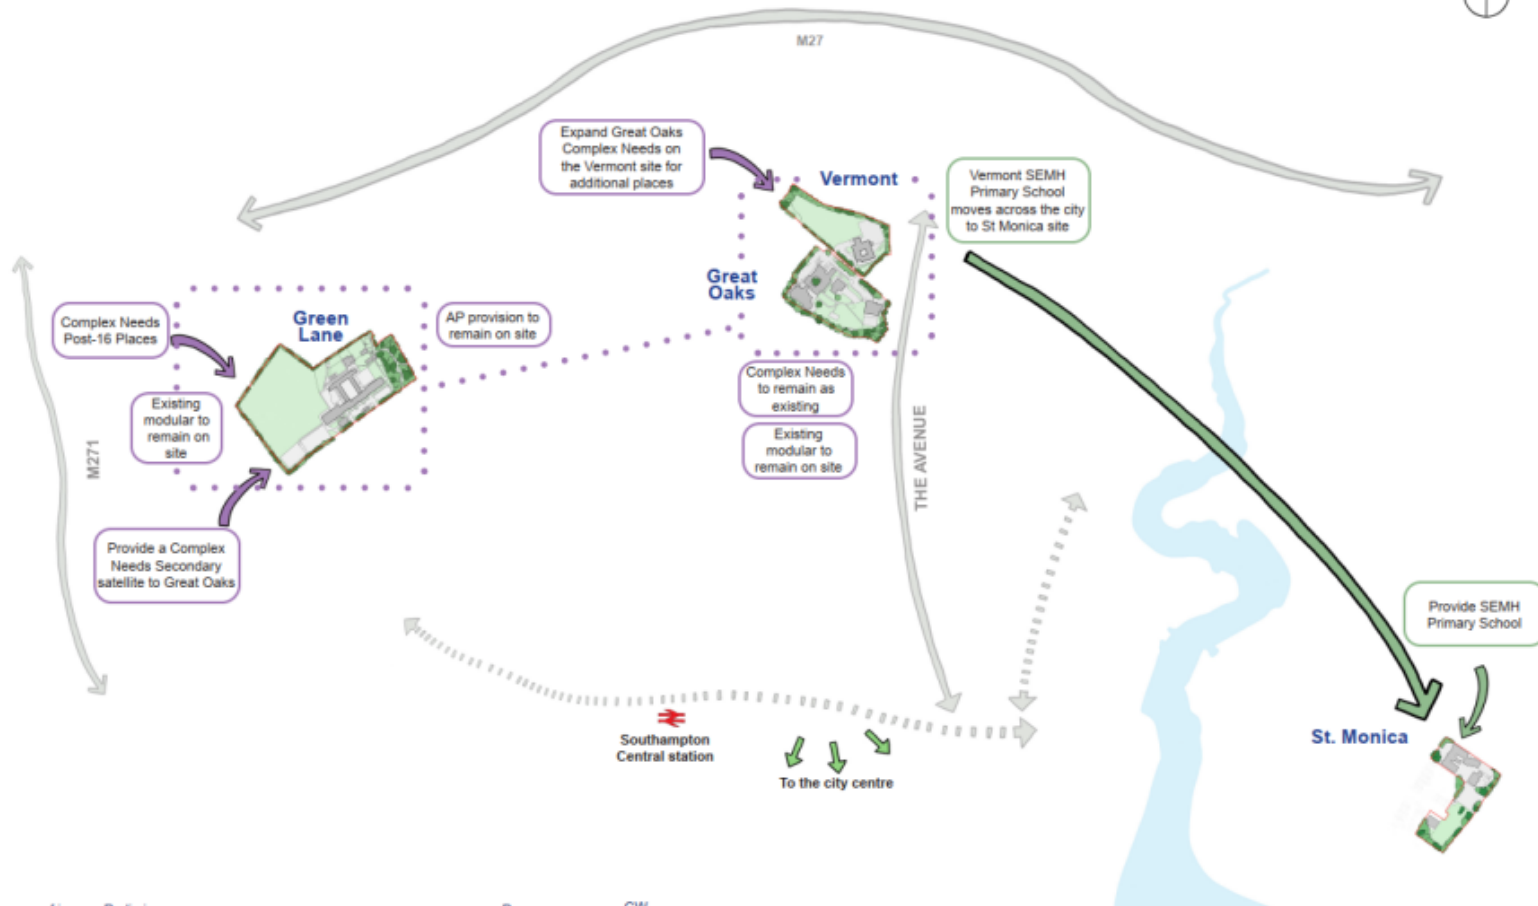 M27
Expand Great Oaks
Complex Needs on
the Vermont site for
additional places
Vermont
Vermont SEMH
Primary School
moves across the city
to St Monica site
Great
Oaks
Green
Lane
Complex Needs
Post-16 Places
AP provision to
remain on site
Existing
modular to
remain on
site
M271
Complex Needs
to remain as
existing
Existing
modular to
remain on site
THE AVENUE
Provide a Complex
Needs Secondary
satellite to Great Oaks
Provide SEMH
Primary School
St. Monica
Southampton
Central station
To the city centre